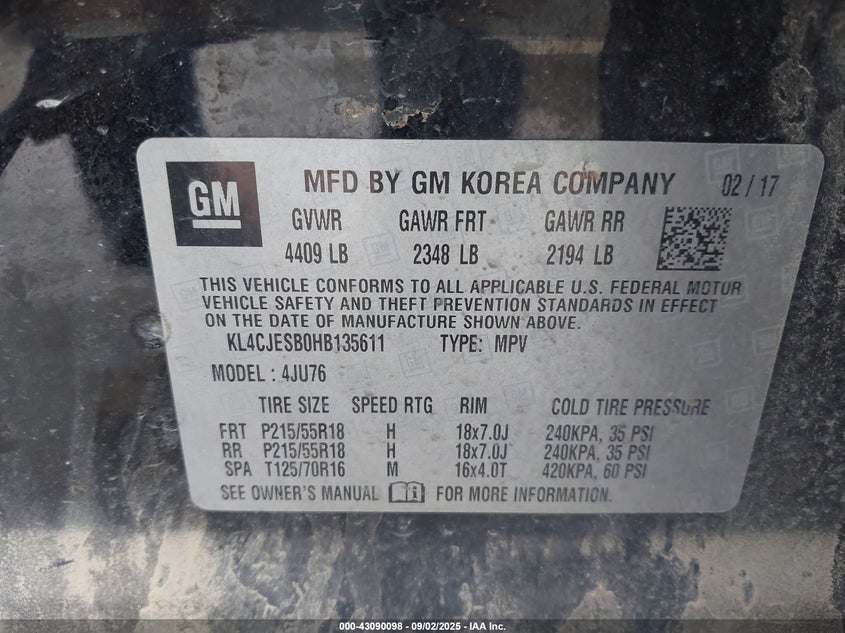 GM
MFD BY GM KOREA COMPANY 02 / 17
GVWR GAWR FRT GAWR RR
4409 LB 2348 LB 2194 LB
THIS VEHICLE CONFORMS TO ALL APPLICABLE U.S. FEDERAL MOTOR
VEHICLE SAFETY AND THEFT PREVENTION STANDARDS IN EFFECT
ON THE DATE OF MANUFACTURE SHOWN ABOVE.
KL4CJESB0HB135611 TYPE: MPV
MODEL : 4JU76
TIRE SIZE SPEED RTG RIM COLD TIRE PRESSURE
FRT P215/55R18 H 18x7.0J 240KPA, 35 PSI
RR P215/55R18 H 18x7.0J 240KPA, 35 PSI
SPA T125/70R16 M 16x4.0T 420KPA, 60 PSI
SEE OWNER'S MANUAL FOR MORE INFORMATION.
000-43090098 - 09/02/2025 - IAA Inc.